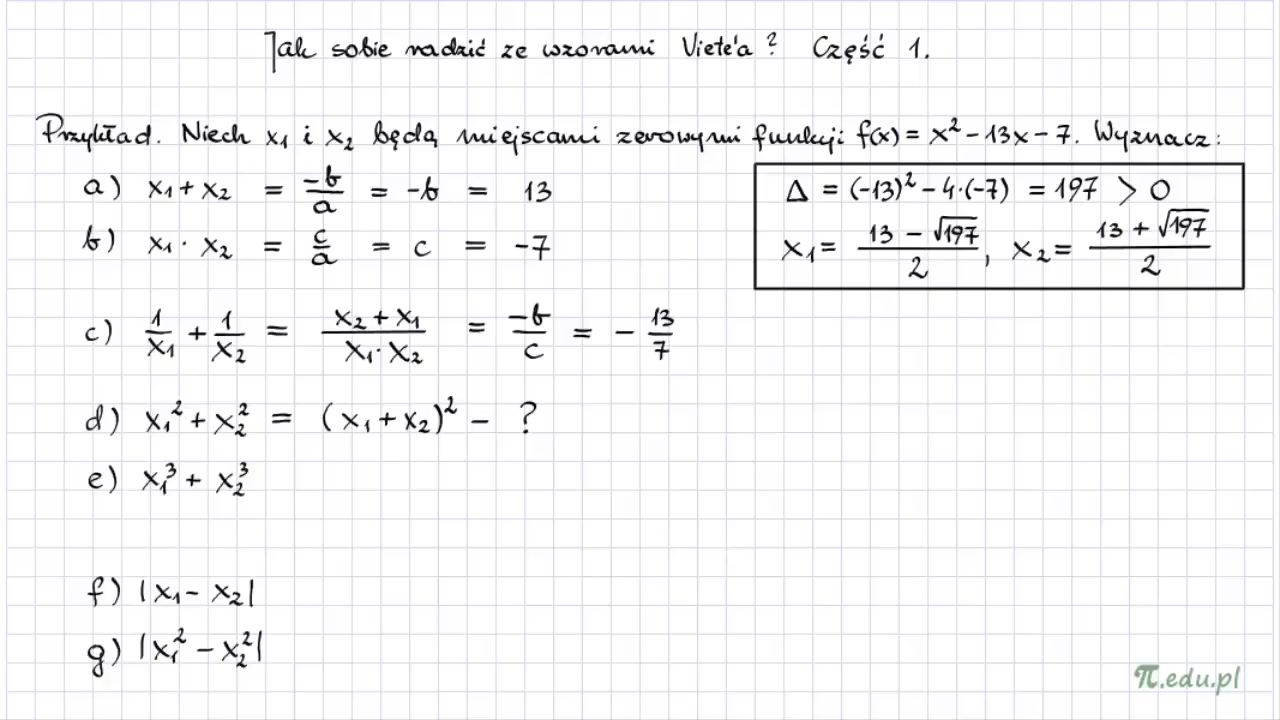 Jak sobie radzić ze wzorami Viete'a? Część 1.
Przykład. Niech x₁ i x₂ będą miejscami zerowymi funkcji f(x) = x² - 13x - 7. Wyznacz:
a) x₁ + x₂ = -b/a = -b = 13
b) x₁ · x₂ = c/a = c = -7
Δ = (-13)² - 4·(-7) = 197 > 0
x₁ = (13 - √197)/2, x₂ = (13 + √197)/2
c) 1/x₁ + 1/x₂ = (x₂ + x₁)/(x₁ · x₂) = -b/c = - 13/7
d) x₁² + x₂² = (x₁ + x₂)² - ?
e) x₁³ + x₂³
f) |x₁ - x₂|
g) |x₁² - x₂²|
π.edu.pl